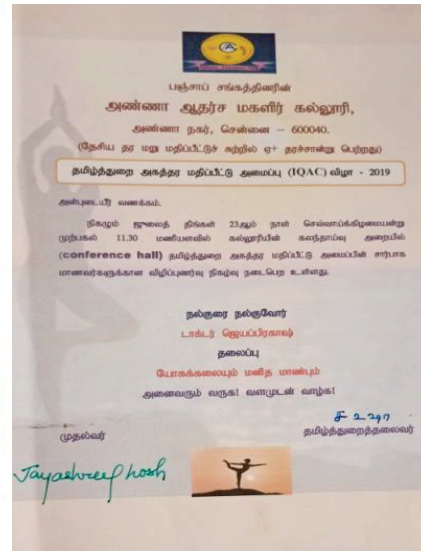 பஞ்சாப் சங்கத்தினரின்
அண்ணா ஆதர்ச மகளிர் கல்லூரி,
அண்ணா நகர், சென்னை – 600040.
(தேசிய தர மறு மதிப்பீட்டுச் சுற்றில் ஏ+ தரச்சான்று பெற்றது)
தமிழ்த்துறை அகத்தர மதிப்பீட்டு அமைப்பு (IQAC) விழா - 2019
அன்புடையீர் வணக்கம்.
நிகழும் ஜுலைத் திங்கள் 23ஆம் நாள் செவ்வாய்க்கிழமையன்று
முற்பகல் 11.30 மணியளவில் கல்லூரியின் கலந்தாய்வு அறையில்
(conference hall) தமிழ்த்துறை அகத்தர மதிப்பீட்டு அமைப்பின் சார்பாக
மாணவர்களுக்கான விழிப்புணர்வு நிகழ்வு நடைபெற உள்ளது.
நல்குரை நல்குவோர்
டாக்டர் ஜெயப்பிரகாஷ்
தலைப்பு
யோகக்கலையும் மனித மாண்பும்
அனைவரும் வருக! வளமுடன் வாழ்க!
முதல்வர்
தமிழ்த்துறைத்தலைவர்